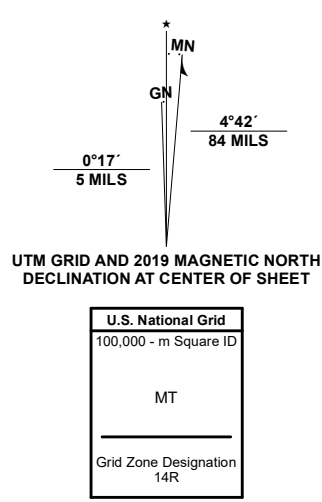 ★
MN
GN
4°42´
84 MILS
0°17´
5 MILS
UTM GRID AND 2019 MAGNETIC NORTH
DECLINATION AT CENTER OF SHEET
U.S. National Grid
100,000 - m Square ID
MT
Grid Zone Designation
14R